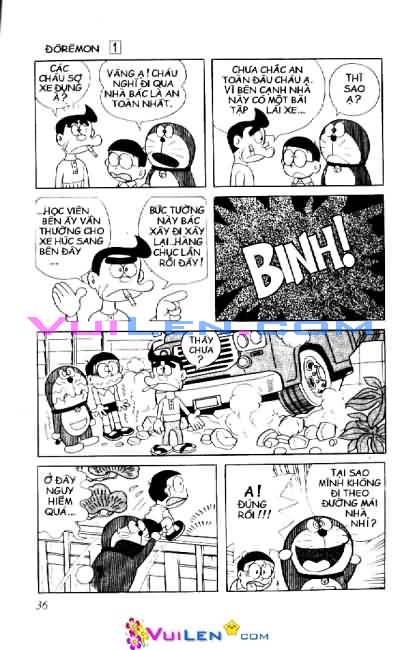 ĐÔRÊMON 1
CÁC
CHÁU SỢ
XE ĐỤNG
À?
VÂNG Ạ! CHÁU
NGHĨ ĐI QUA
NHÀ BÁC LÀ AN
TOÀN NHẤT.
CHƯA CHẮC AN
TOÀN ĐÂU CHÁU Ạ.
VÌ BÊN CẠNH NHÀ
NÀY CÓ MỘT BÃI
TẬP LÁI XE...
THÌ
SAO
Ạ?
...HỌC VIÊN
BÊN ẤY VẪN
THƯỜNG CHO
XE HÚC SANG
BÊN ĐÂY
...
BỨC TƯỜNG
NÀY BÁC
XÂY ĐI XÂY
LẠI...HÀNG
CHỤC LẦN
RỒI ĐẤY!
BINH!
VUILEN.COM
THẤY
CHƯA
?
Ở ĐÂY
NGUY
HIỂM
QUÁ...
TẠI SAO
MÌNH KHÔNG
ĐI THEO
ĐƯỜNG MÁI
NHÀ,
NHỈ?
A!
ĐÚNG
RỒI!!!
36
VUILEN.COM